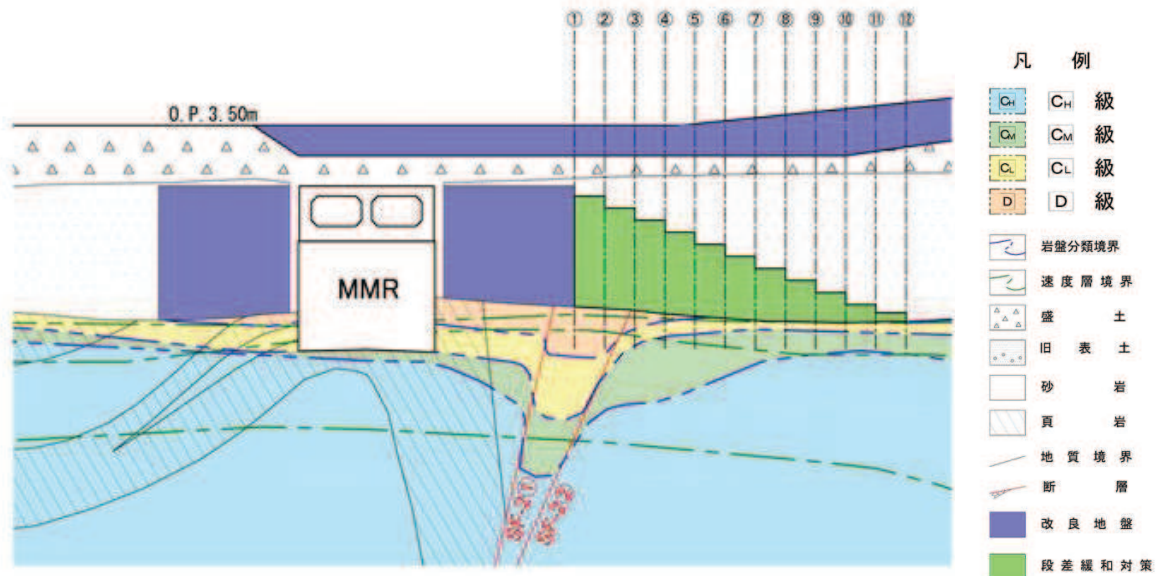 ① ② ③ ④ ⑤ ⑥ ⑦ ⑧ ⑨ ⑩ ⑪ ⑫
O.P.3.50m
MMR
凡 例
CH CH 級
CM CM 級
CL CL 級
D D 級
岩盤分類境界
速度層境界
盛土
旧表土
砂岩
頁岩
地質境界
断層
改良地盤
段差緩和対策